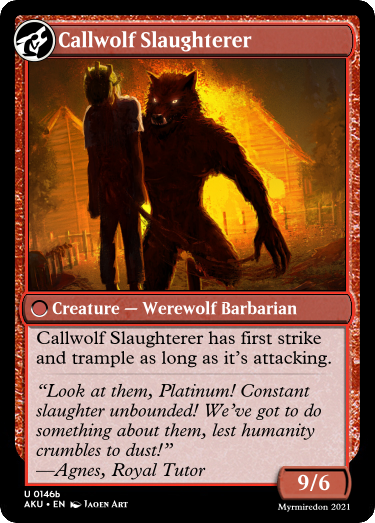 Callwolf Slaughterer
Creature — Werewolf Barbarian
Callwolf Slaughterer has first strike
and trample as long as it's attacking.
“Look at them, Platinum! Constant
slaughter unbounded! We've got to do
something about them, lest humanity
crumbles to dust!”
—Agnes, Royal Tutor
9/6
U 0146b
AKU • EN Jaoen Art
Myrmiredon 2021